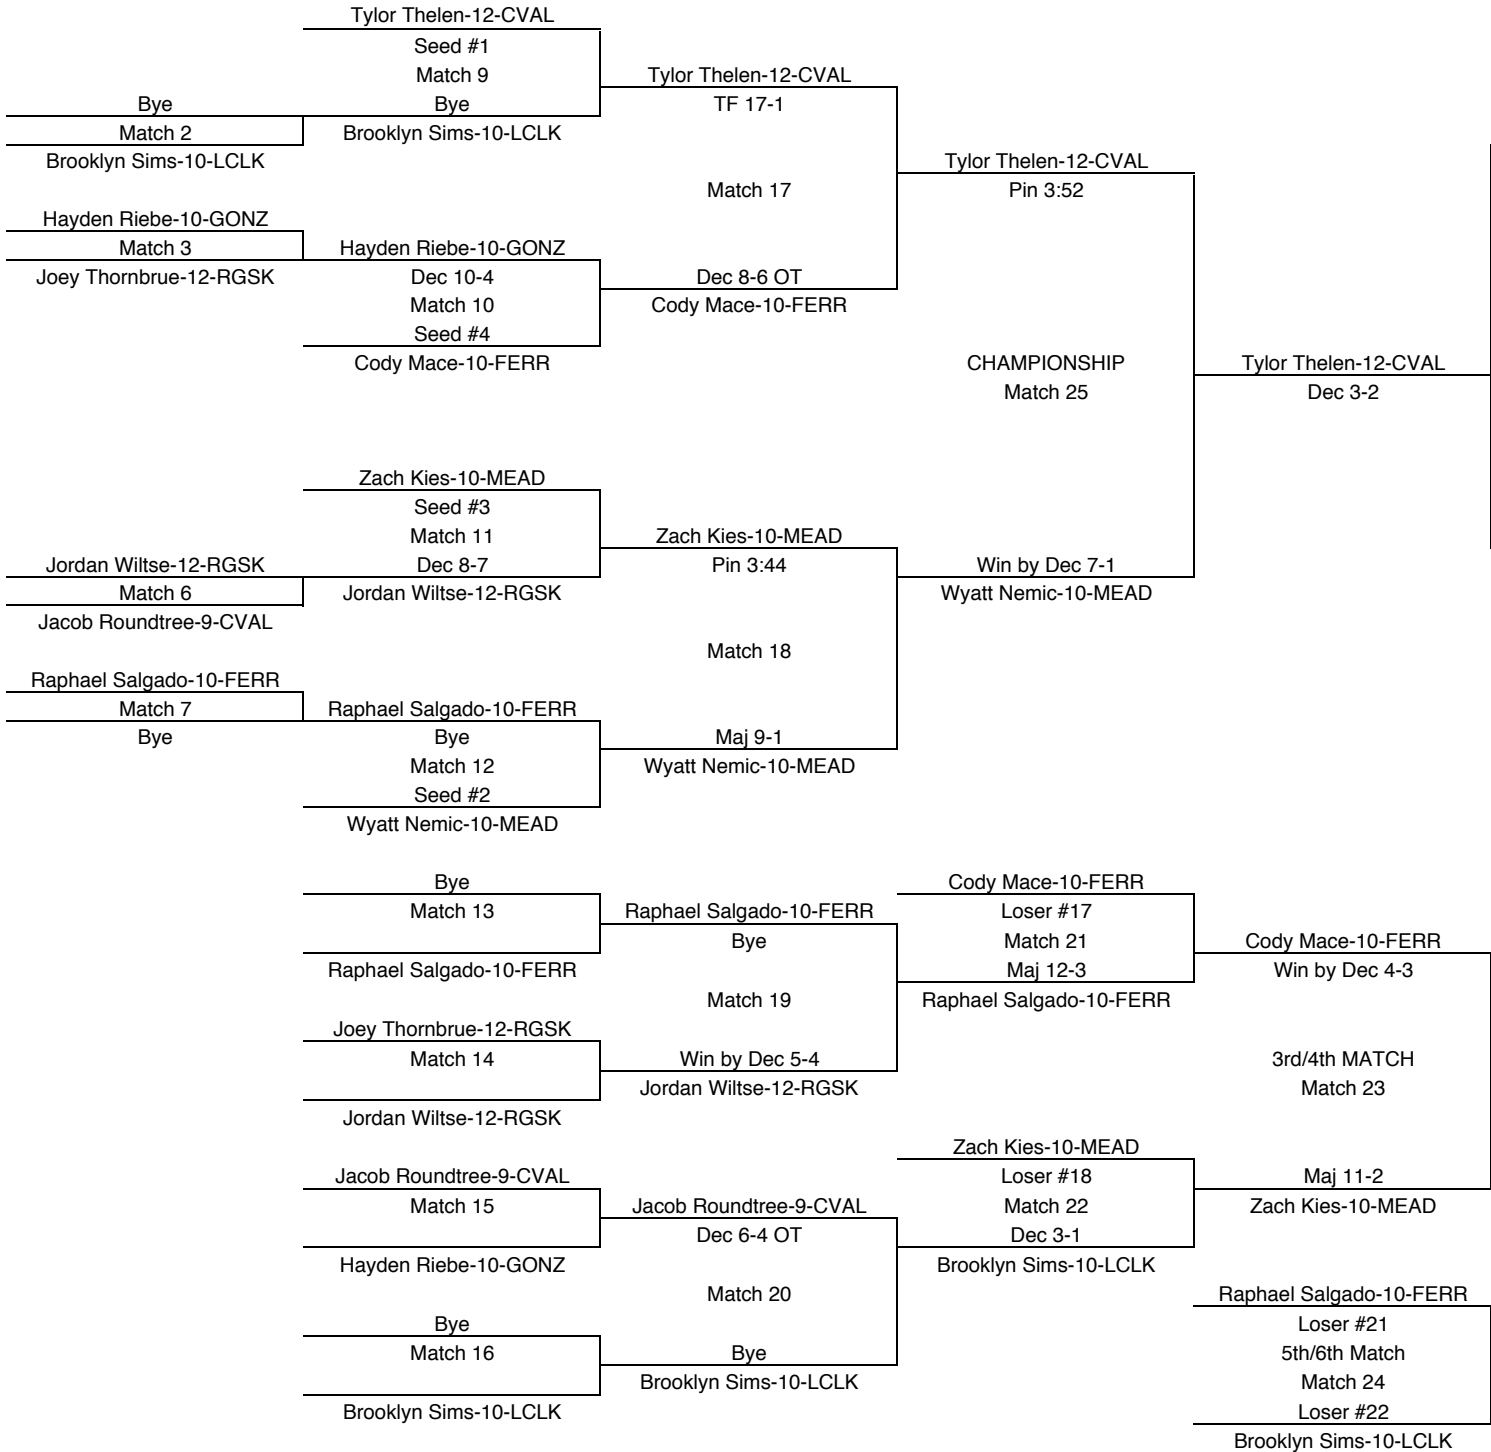 Tylor Thelen-12-CVAL
Seed #1
Match 9
Bye
Brooklyn Sims-10-LCLK
Bye
Match 2
Brooklyn Sims-10-LCLK
Hayden Riebe-10-GONZ
Match 3
Joey Thornbrue-12-RGSK
Hayden Riebe-10-GONZ
Dec 10-4
Match 10
Seed #4
Cody Mace-10-FERR
Tylor Thelen-12-CVAL
TF 17-1
Match 17
Dec 8-6 OT
Cody Mace-10-FERR
Tylor Thelen-12-CVAL
Pin 3:52
CHAMPIONSHIP
Match 25
Tylor Thelen-12-CVAL
Dec 3-2
Zach Kies-10-MEAD
Seed #3
Match 11
Dec 8-7
Jordan Wiltse-12-RGSK
Jordan Wiltse-12-RGSK
Match 6
Jacob Roundtree-9-CVAL
Raphael Salgado-10-FERR
Match 7
Bye
Raphael Salgado-10-FERR
Bye
Match 12
Seed #2
Wyatt Nemic-10-MEAD
Zach Kies-10-MEAD
Pin 3:44
Match 18
Maj 9-1
Wyatt Nemic-10-MEAD
Win by Dec 7-1
Wyatt Nemic-10-MEAD
Bye
Match 13
Raphael Salgado-10-FERR
Joey Thornbrue-12-RGSK
Match 14
Jordan Wiltse-12-RGSK
Raphael Salgado-10-FERR
Bye
Match 19
Win by Dec 5-4
Jordan Wiltse-12-RGSK
Cody Mace-10-FERR
Loser #17
Match 21
Maj 12-3
Raphael Salgado-10-FERR
Cody Mace-10-FERR
Win by Dec 4-3
3rd/4th MATCH
Match 23
Maj 11-2
Zach Kies-10-MEAD
Jacob Roundtree-9-CVAL
Match 15
Hayden Riebe-10-GONZ
Bye
Match 16
Brooklyn Sims-10-LCLK
Jacob Roundtree-9-CVAL
Dec 6-4 OT
Match 20
Bye
Brooklyn Sims-10-LCLK
Zach Kies-10-MEAD
Loser #18
Match 22
Dec 3-1
Brooklyn Sims-10-LCLK
Raphael Salgado-10-FERR
Loser #21
5th/6th Match
Match 24
Loser #22
Brooklyn Sims-10-LCLK